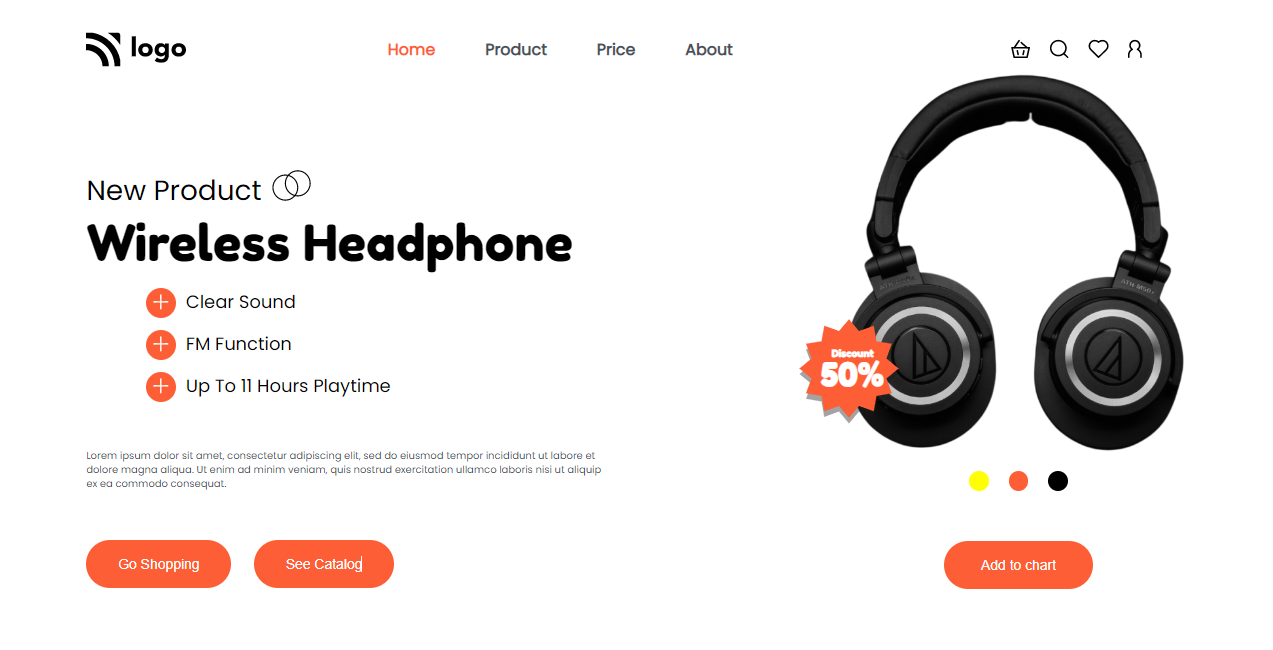 logo
Home Product Price About
New Product
Wireless Headphone
Clear Sound
FM Function
Up To 11 Hours Playtime
Lorem ipsum dolor sit amet, consectetur adipiscing elit, sed do eiusmod tempor incididunt ut labore et
dolore magna aliqua. Ut enim ad minim veniam, quis nostrud exercitation ullamco laboris nisi ut aliquip
ex ea commodo consequat.
Go Shopping See Catalog
ATH-M50x
Discount
50%
Add to chart